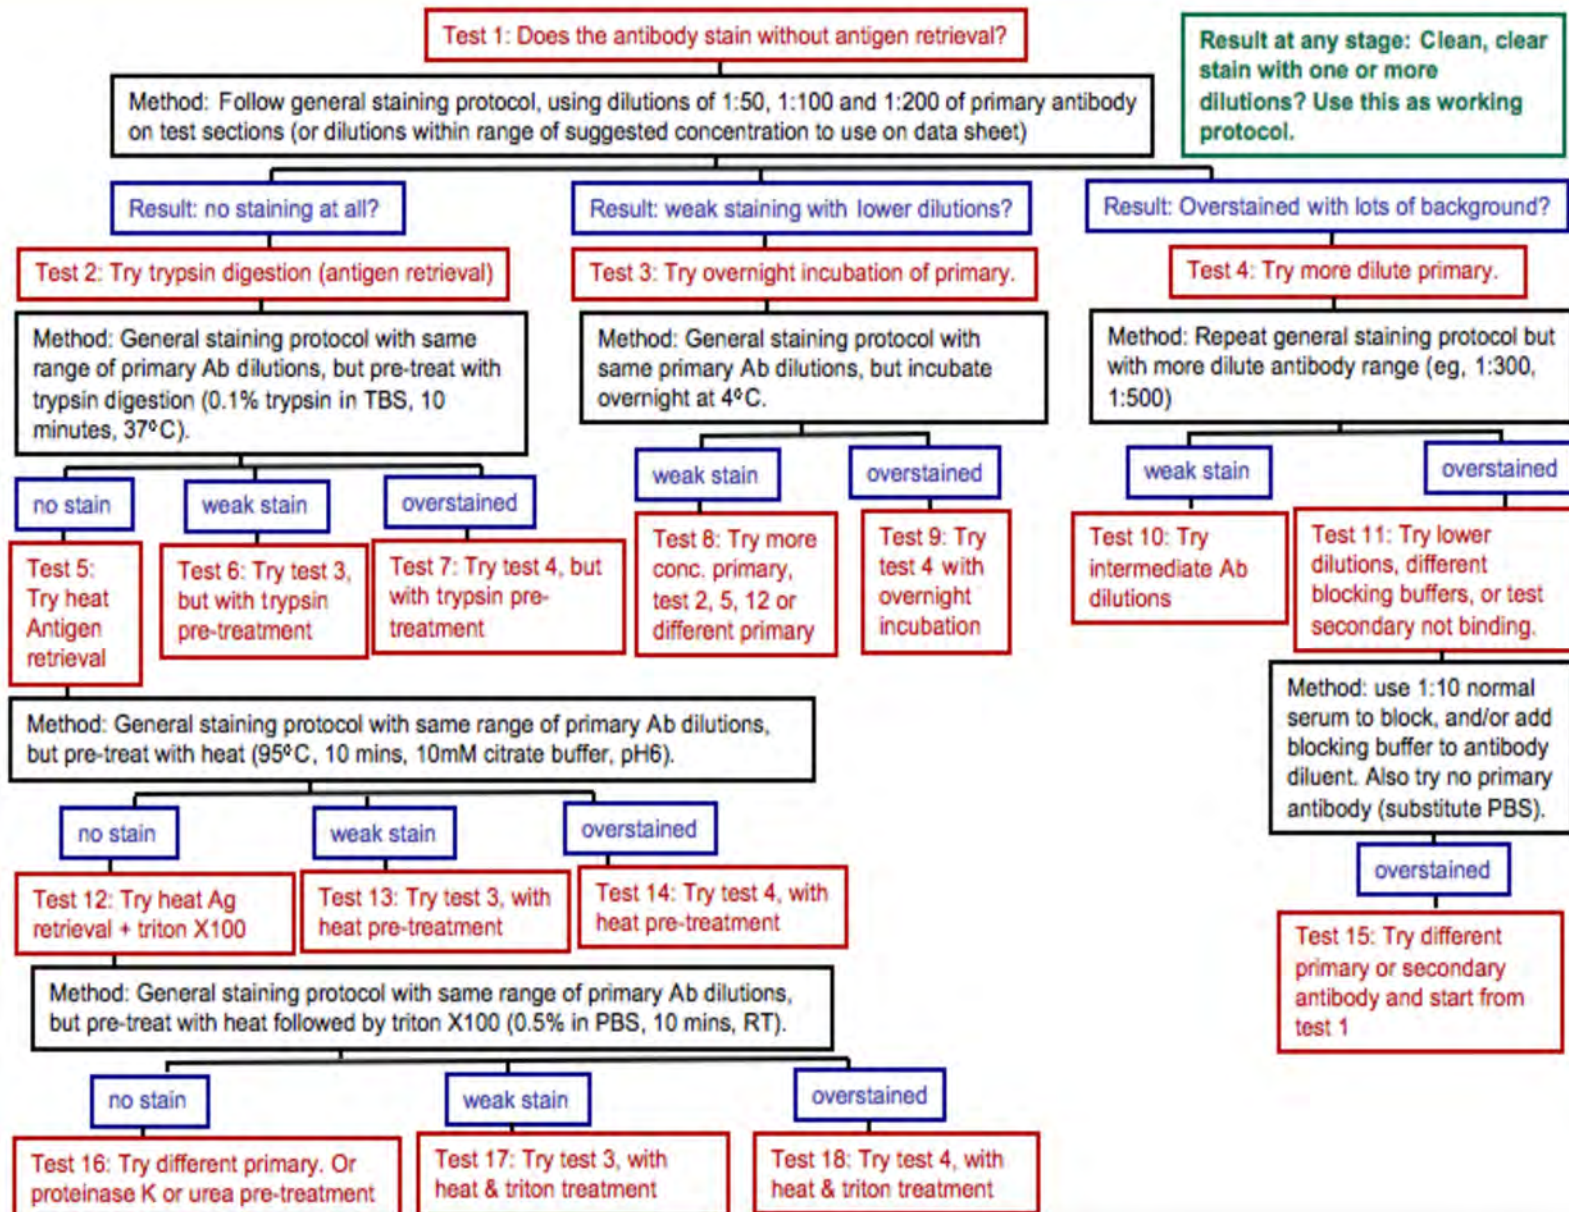 Test 1: Does the antibody stain without antigen retrieval?
Result at any stage: Clean, clear
stain with one or more
dilutions? Use this as working
protocol.
Method: Follow general staining protocol, using dilutions of 1:50, 1:100 and 1:200 of primary antibody
on test sections (or dilutions within range of suggested concentration to use on data sheet)
Result: no staining at all?
Result: weak staining with lower dilutions?
Result: Overstained with lots of background?
Test 2: Try trypsin digestion (antigen retrieval)
Test 3: Try overnight incubation of primary.
Test 4: Try more dilute primary.
Method: General staining protocol with same
range of primary Ab dilutions, but pre-treat with
trypsin digestion (0.1% trypsin in TBS, 10
minutes, 37ºC).
Method: General staining protocol with
same primary Ab dilutions, but incubate
overnight at 4ºC.
Method: Repeat general staining protocol but
with more dilute antibody range (eg, 1:300,
1:500)
no stain
weak stain
overstained
weak stain
overstained
weak stain
overstained
Test 5:
Try heat
Antigen
retrieval
Test 6: Try test 3,
but with trypsin
pre-treatment
Test 7: Try test 4, but
with trypsin pre-
treatment
Test 8: Try more
conc. primary,
test 2, 5, 12 or
different primary
Test 9: Try
test 4 with
overnight
incubation
Test 10: Try
intermediate Ab
dilutions
Test 11: Try lower
dilutions, different
blocking buffers, or test
secondary not binding.
Method: General staining protocol with same range of primary Ab dilutions,
but pre-treat with heat (95ºC, 10 mins, 10mM citrate buffer, pH6).
Method: use 1:10 normal
serum to block, and/or add
blocking buffer to antibody
diluent. Also try no primary
antibody (substitute PBS).
no stain
weak stain
overstained
overstained
Test 12: Try heat Ag
retrieval + triton X100
Test 13: Try test 3, with
heat pre-treatment
Test 14: Try test 4, with
heat pre-treatment
Test 15: Try different
primary or secondary
antibody and start from
test 1
Method: General staining protocol with same range of primary Ab dilutions,
but pre-treat with heat followed by triton X100 (0.5% in PBS, 10 mins, RT).
no stain
weak stain
overstained
Test 16: Try different primary. Or
proteinase K or urea pre-treatment
Test 17: Try test 3, with
heat & triton treatment
Test 18: Try test 4, with
heat & triton treatment